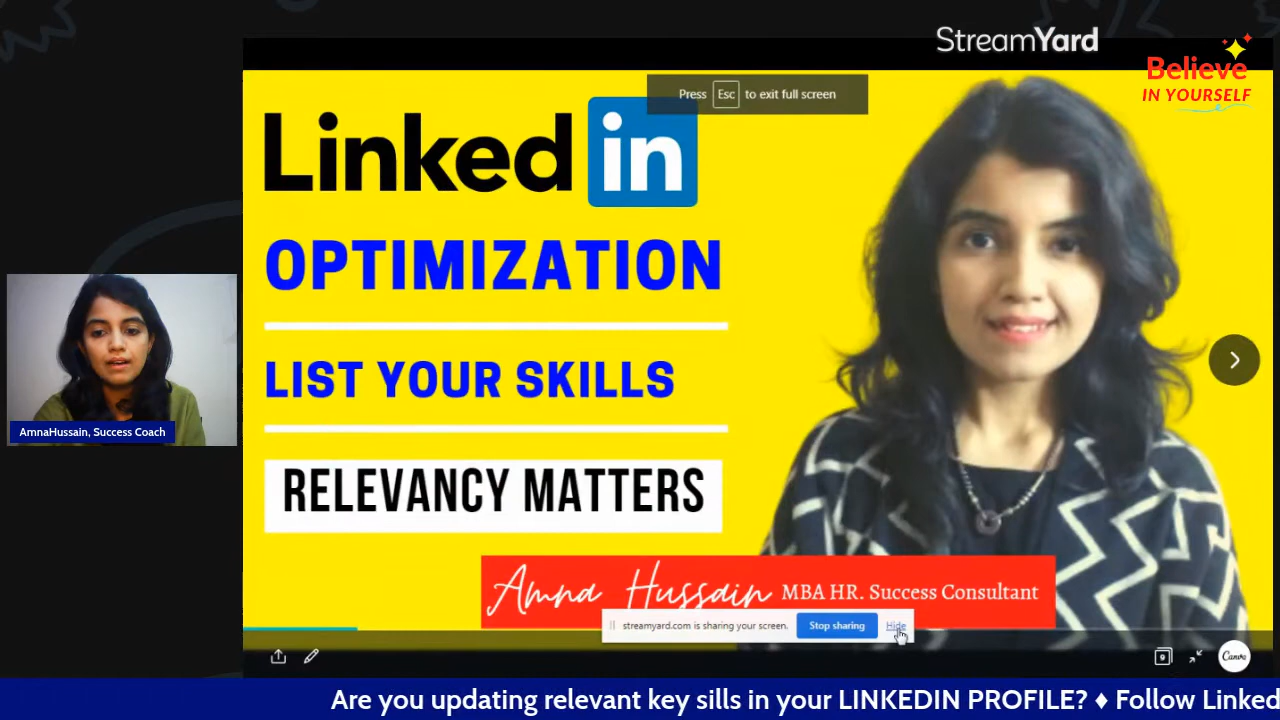 StreamYard
Believe
IN YOURSELF
Press Esc to exit full screen
Linked in
OPTIMIZATION
LIST YOUR SKILLS
RELEVANCY MATTERS
Amna Hussain MBA HR. Success Consultant
AmnaHussain, Success Coach
streamyard.com is sharing your screen. Stop sharing Hide
9
Canva
Are you updating relevant key sills in your LINKEDIN PROFILE? ♦ Follow Linked